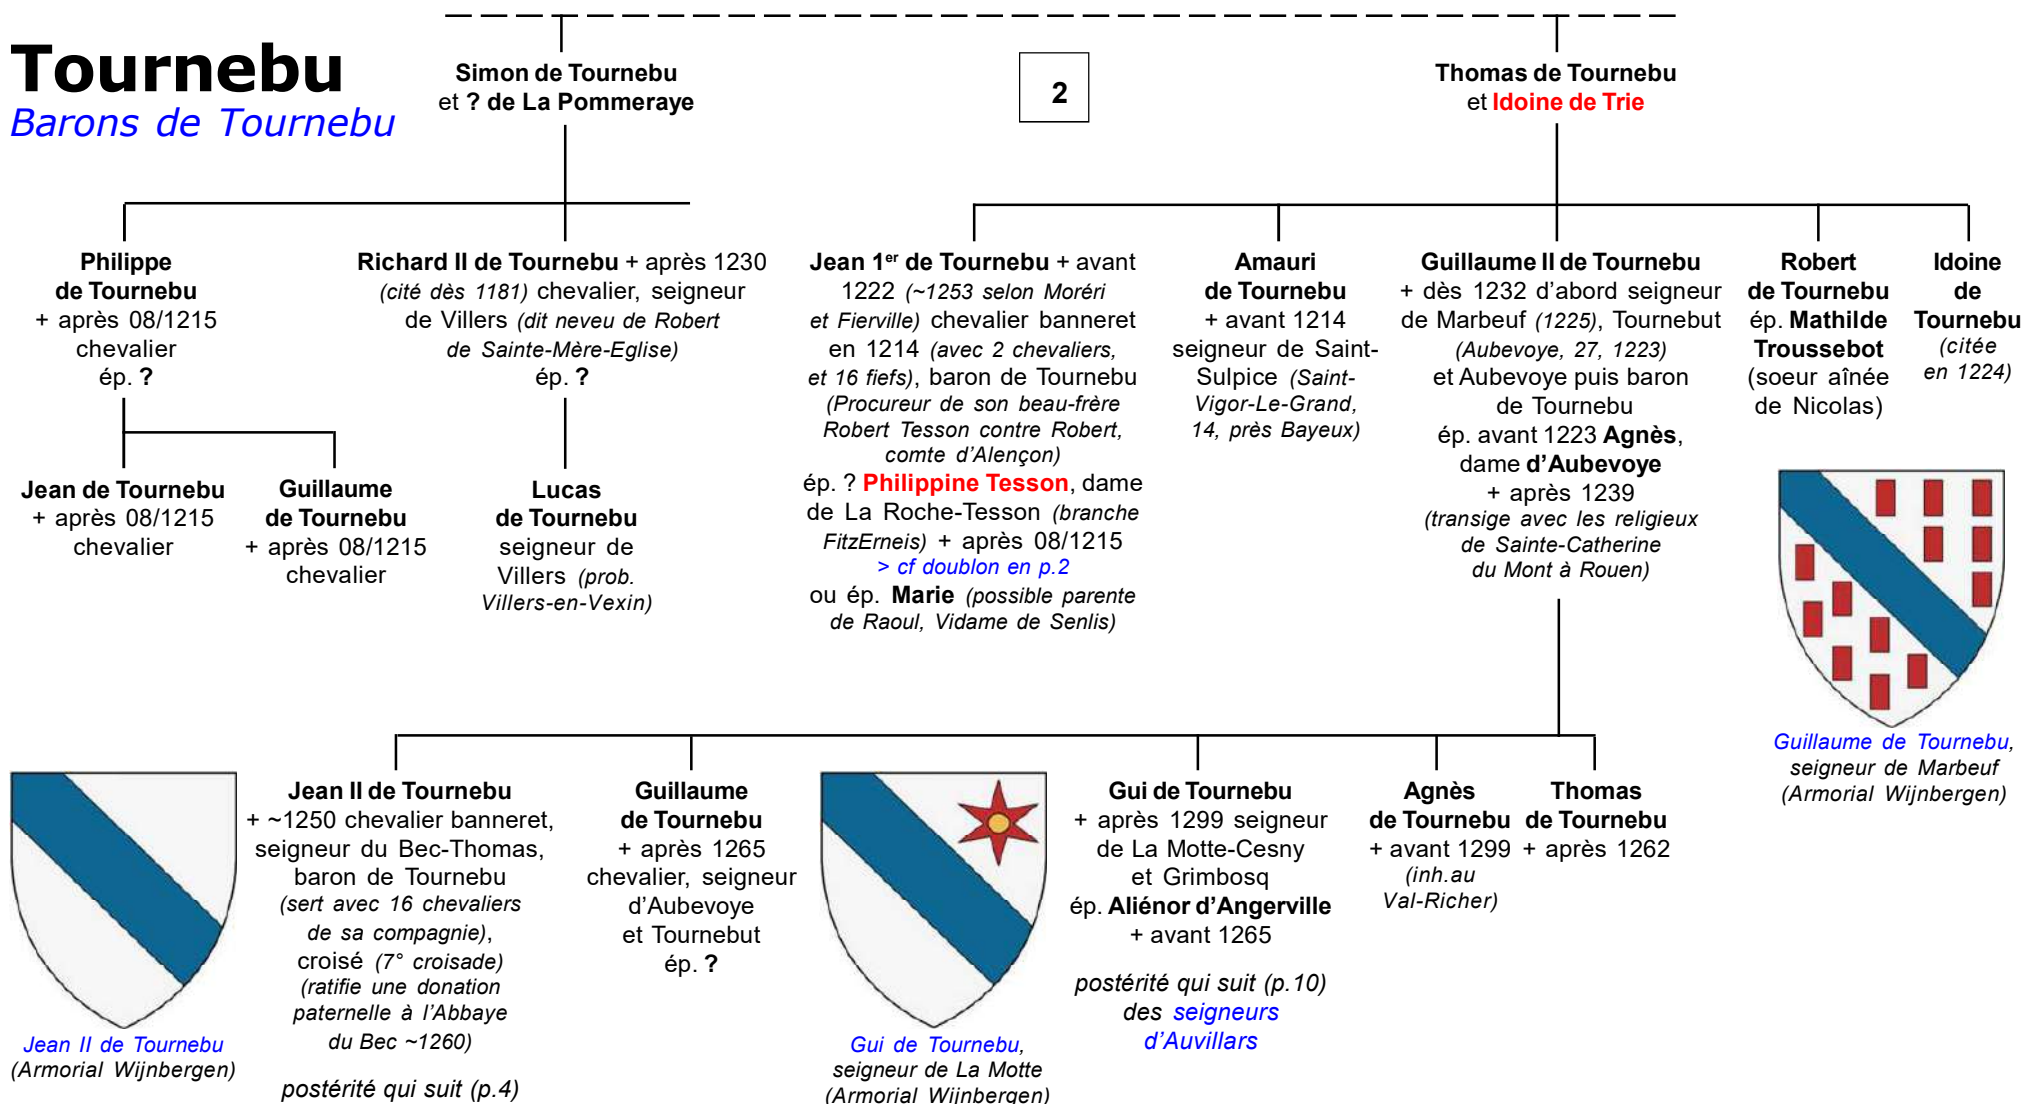 Tournebu
Barons de Tournebu
Simon de Tournebu
et ? de La Pommeraye
2
Thomas de Tournebu
et Idoine de Trie
Philippe
de Tournebu
+ après 08/1215
chevalier
ép. ?
Richard II de Tournebu + après 1230
(cité dès 1181) chevalier, seigneur
de Villers (dit neveu de Robert
de Sainte-Mère-Eglise)
ép. ?
Jean 1er de Tournebu + avant
1222 (~1253 selon Moréri
et Fierville) chevalier banneret
en 1214 (avec 2 chevaliers,
et 16 fiefs), baron de Tournebu
(Procureur de son beau-frère
Robert Tesson contre Robert,
comte d’Alençon)
ép. ? Philippine Tesson, dame
de La Roche-Tesson (branche
FitzErneis) + après 08/1215
> cf doublon en p.2
ou ép. Marie (possible parente
de Raoul, Vidame de Senlis)
Amauri
de Tournebu
+ avant 1214
seigneur de Saint-
Sulpice (Saint-
Vigor-Le-Grand,
14, près Bayeux)
Guillaume II de Tournebu
+ dès 1232 d’abord seigneur
de Marbeuf (1225), Tournebut
(Aubevoye, 27, 1223)
et Aubevoye puis baron
de Tournebu
ép. avant 1223 Agnès,
dame d’Aubevoye
+ après 1239
(transige avec les religieux
de Sainte-Catherine
du Mont à Rouen)
Robert
de Tournebu
ép. Mathilde
Troussebot
(soeur aînée
de Nicolas)
Idoine
de
Tournebu
(citée
en 1224)
Jean de Tournebu
+ après 08/1215
chevalier
Guillaume
de Tournebu
+ après 08/1215
chevalier
Lucas
de Tournebu
seigneur de
Villers (prob.
Villers-en-Vexin)
Guillaume de Tournebu,
seigneur de Marbeuf
(Armorial Wijnbergen)
Jean II de Tournebu
(Armorial Wijnbergen)
Jean II de Tournebu
+ ~1250 chevalier banneret,
seigneur du Bec-Thomas,
baron de Tournebu
(sert avec 16 chevaliers
de sa compagnie),
croisé (7° croisade)
(ratifie une donation
paternelle à l’Abbaye
du Bec ~1260)
postérité qui suit (p.4)
Guillaume
de Tournebu
+ après 1265
chevalier, seigneur
d’Aubevoye
et Tournebut
ép. ?
Gui de Tournebu,
seigneur de La Motte
(Armorial Wijnbergen)
Gui de Tournebu
+ après 1299 seigneur
de La Motte-Cesny
et Grimbosq
ép. Aliénor d’Angerville
+ avant 1265
postérité qui suit (p.10)
des seigneurs
d’Auvillars
Agnès
de Tournebu
+ avant 1299
(inh.au
Val-Richer)
Thomas
de Tournebu
+ après 1262